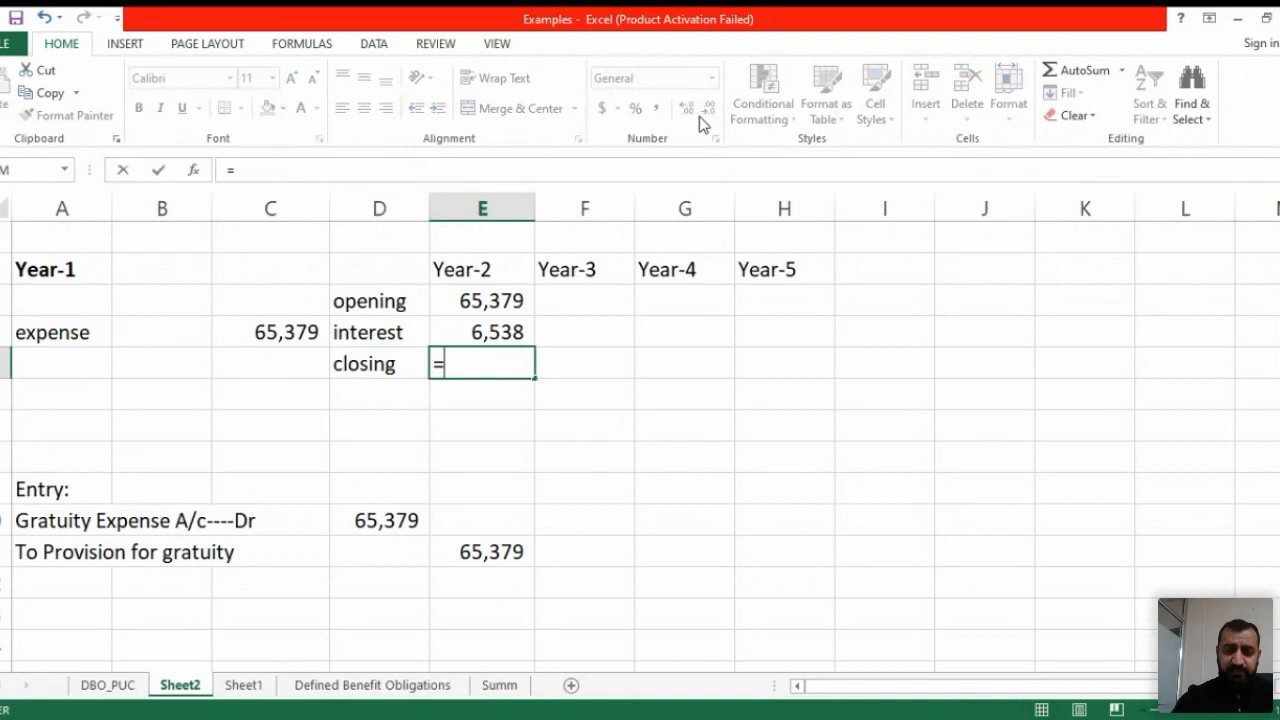 Examples - Excel (Product Activation Failed)
?
LE HOME INSERT PAGE LAYOUT FORMULAS DATA REVIEW VIEW Sign in
Cut
Copy
Format Painter
Clipboard
Calibri 11
B I U
Font
Wrap Text
Merge & Center
Alignment
General
$ % ,
Number
Conditional Formatting
Format as Table
Cell Styles
Styles
Insert Delete Format
Cells
AutoSum
Fill
Clear
Sort & Filter
Find & Select
Editing
M fx =
A B C D E F G H I J K L M
Year-1 Year-2 Year-3 Year-4 Year-5
opening 65,379
expense 65,379 interest 6,538
closing =
Entry:
Gratuity Expense A/c----Dr 65,379
To Provision for gratuity 65,379
DBO_PUC Sheet2 Sheet1 Defined Benefit Obligations Summ
ER